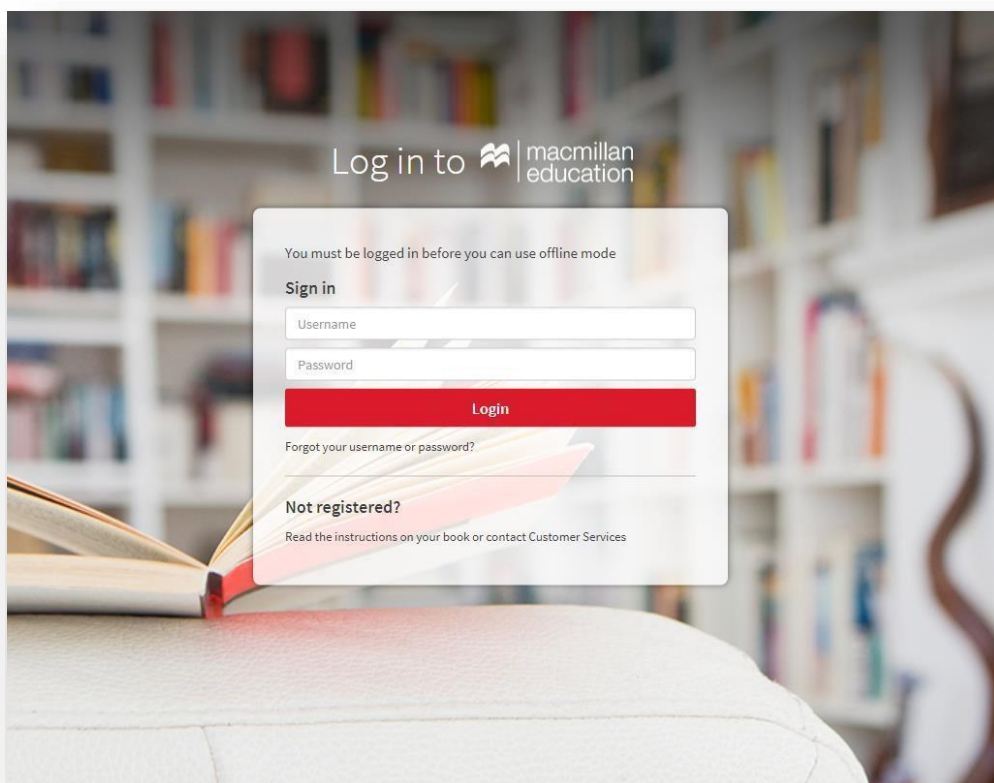 Log in to macmillan
education
You must be logged in before you can use offline mode
Sign in
Username
Password
Login
Forgot your username or password?
Not registered?
Read the instructions on your book or contact Customer Services